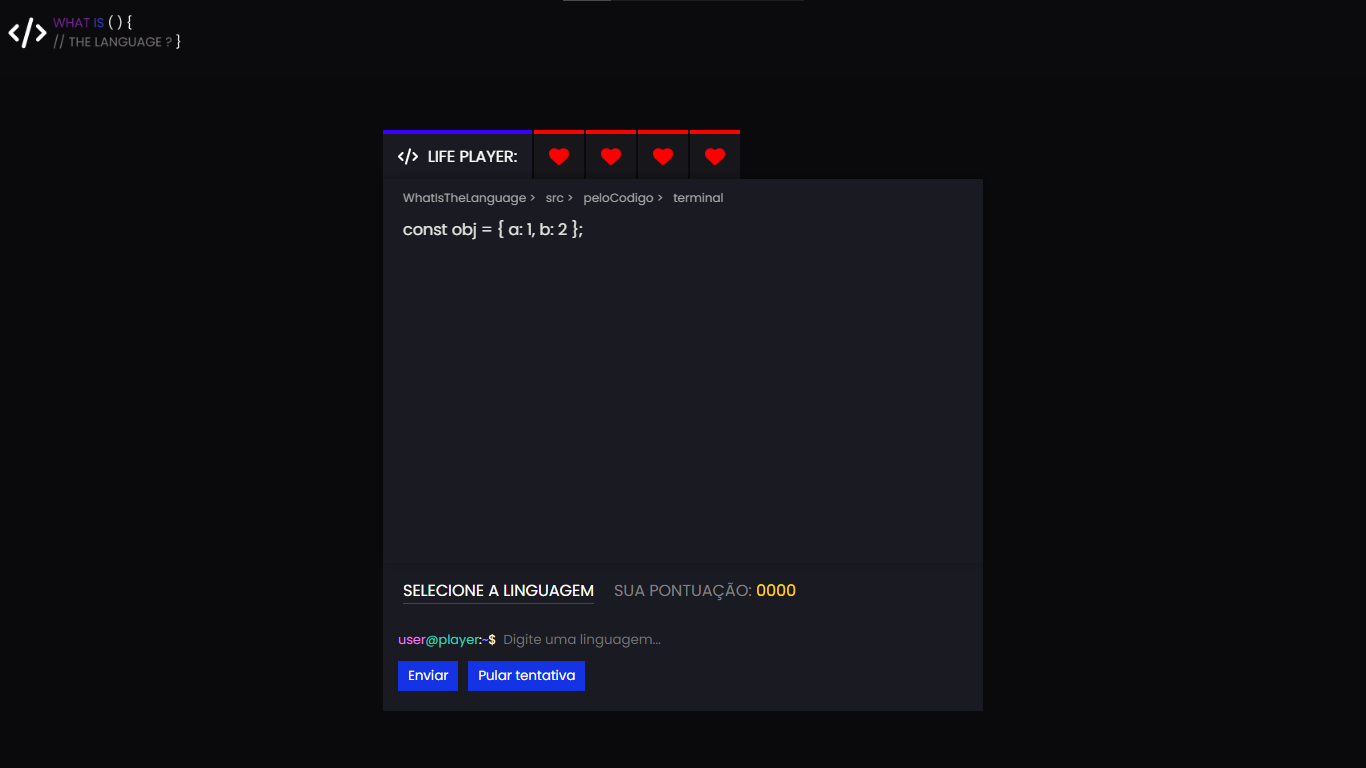 WHAT IS ( ) {
// THE LANGUAGE ? }
</> LIFE PLAYER:
WhatIsTheLanguage > src > peloCodigo > terminal
const obj = { a: 1, b: 2 };
SELECIONE A LINGUAGEM SUA PONTUAÇÃO: 0000
user@player:~$ Digite uma linguagem...
Enviar Pular tentativa